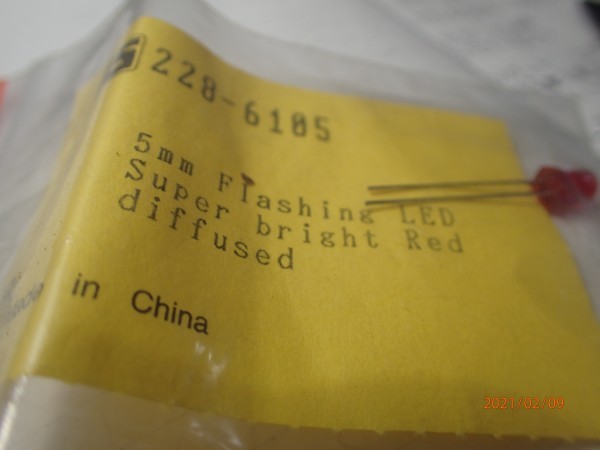 228-6105
5mm Flashing LED
Super bright Red
diffused
in China
2021/02/09